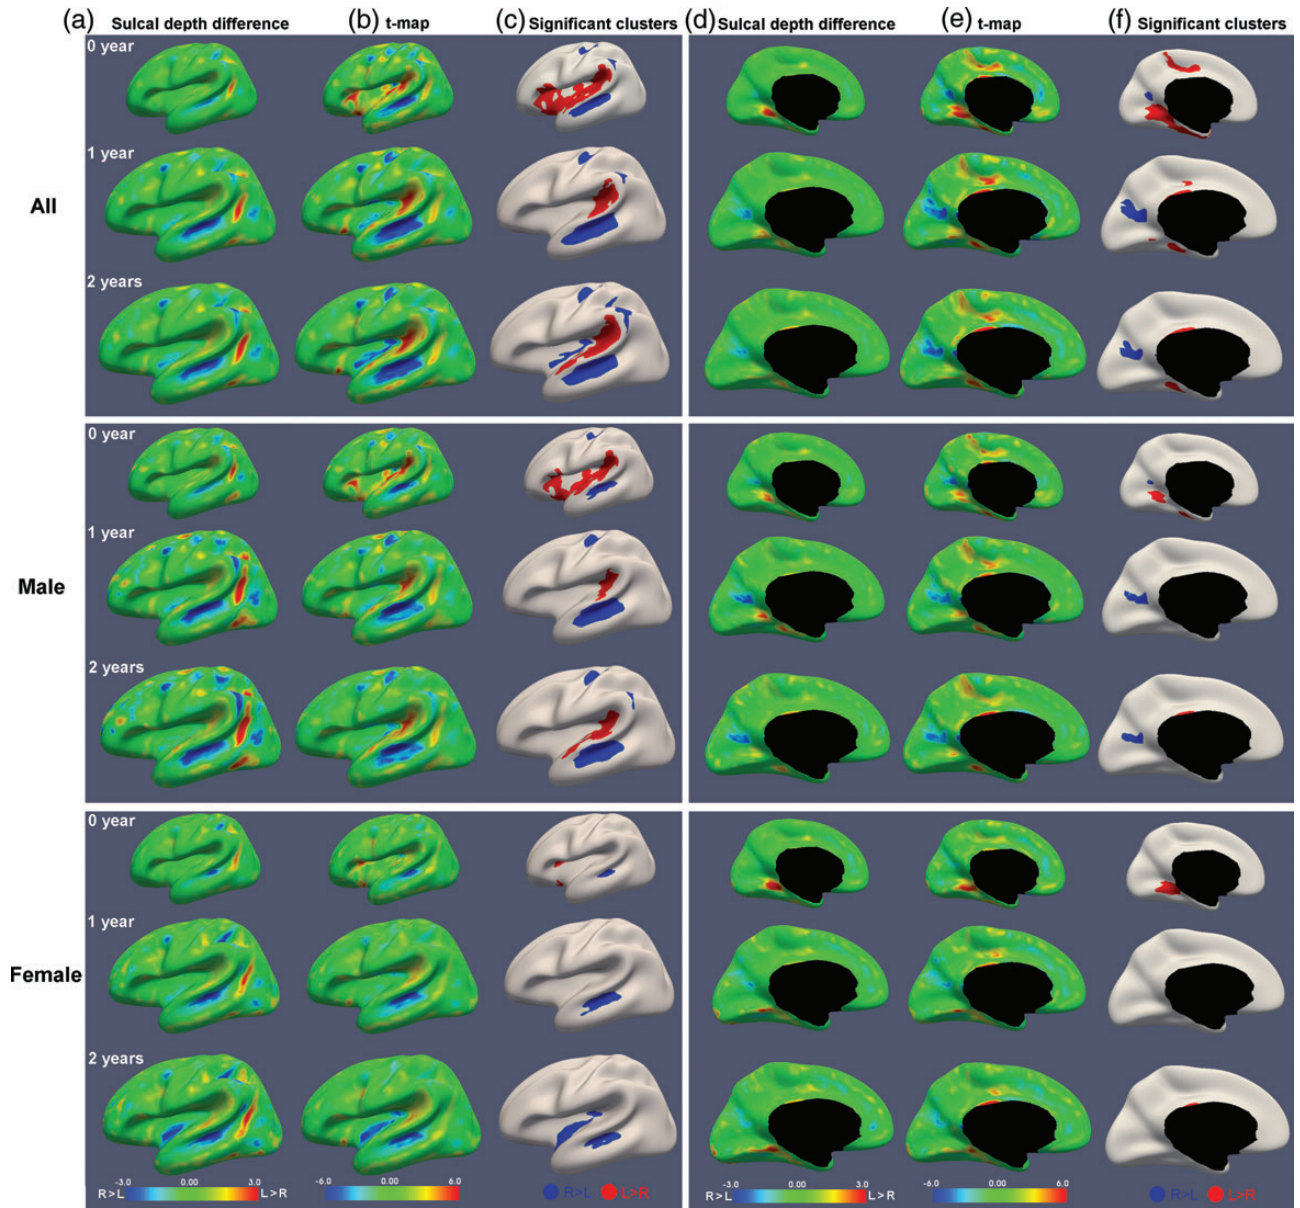 (a) Sulcal depth difference (b) t-map (c) Significant clusters (d) Sulcal depth difference (e) t-map (f) Significant clusters
0 year
1 year
All
2 years
0 year
1 year
Male
2 years
0 year
1 year
Female
2 years
-3.0 0.00 3.0 -6.0 0.00 6.0 -3.0 0.00 3.0 -6.0 0.00 6.0
R>L L>R R>L L>R R>L L>R R>L L>R